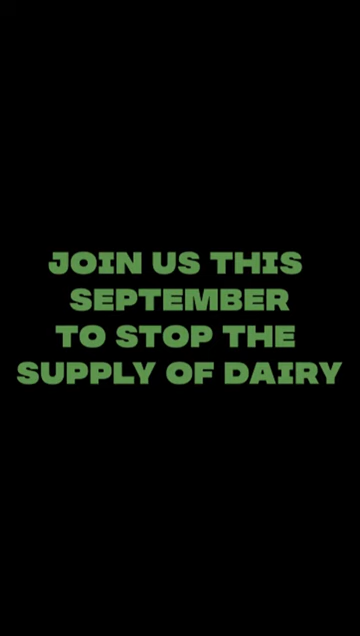 JOIN US THIS
SEPTEMBER
TO STOP THE
SUPPLY OF DAIRY